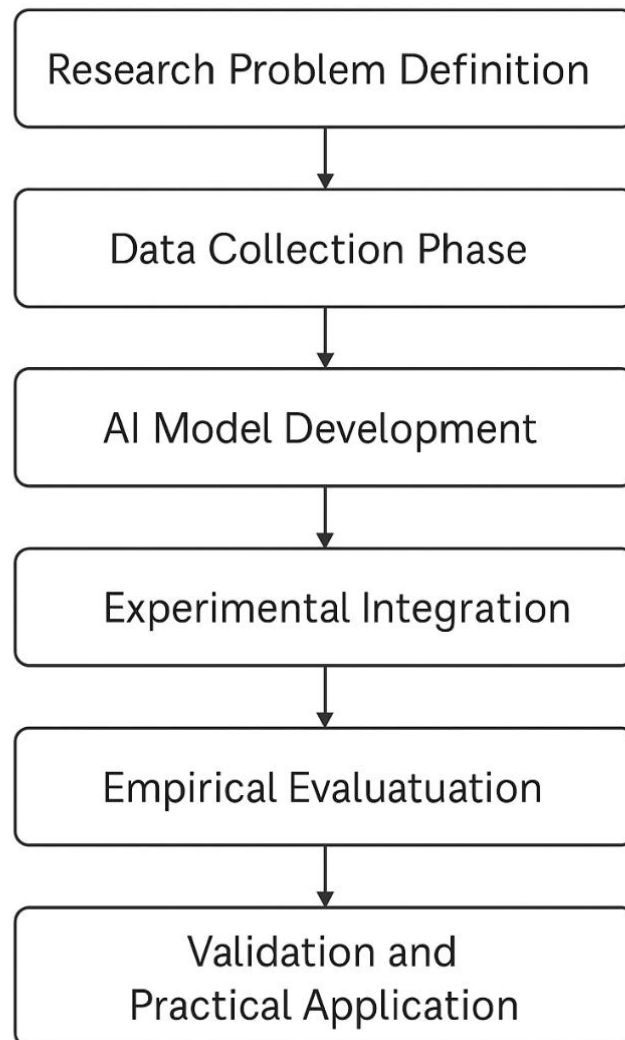 Research Problem Definition
Data Collection Phase
AI Model Development
Experimental Integration
Empirical Evaluatuation
Validation and
Practical Application